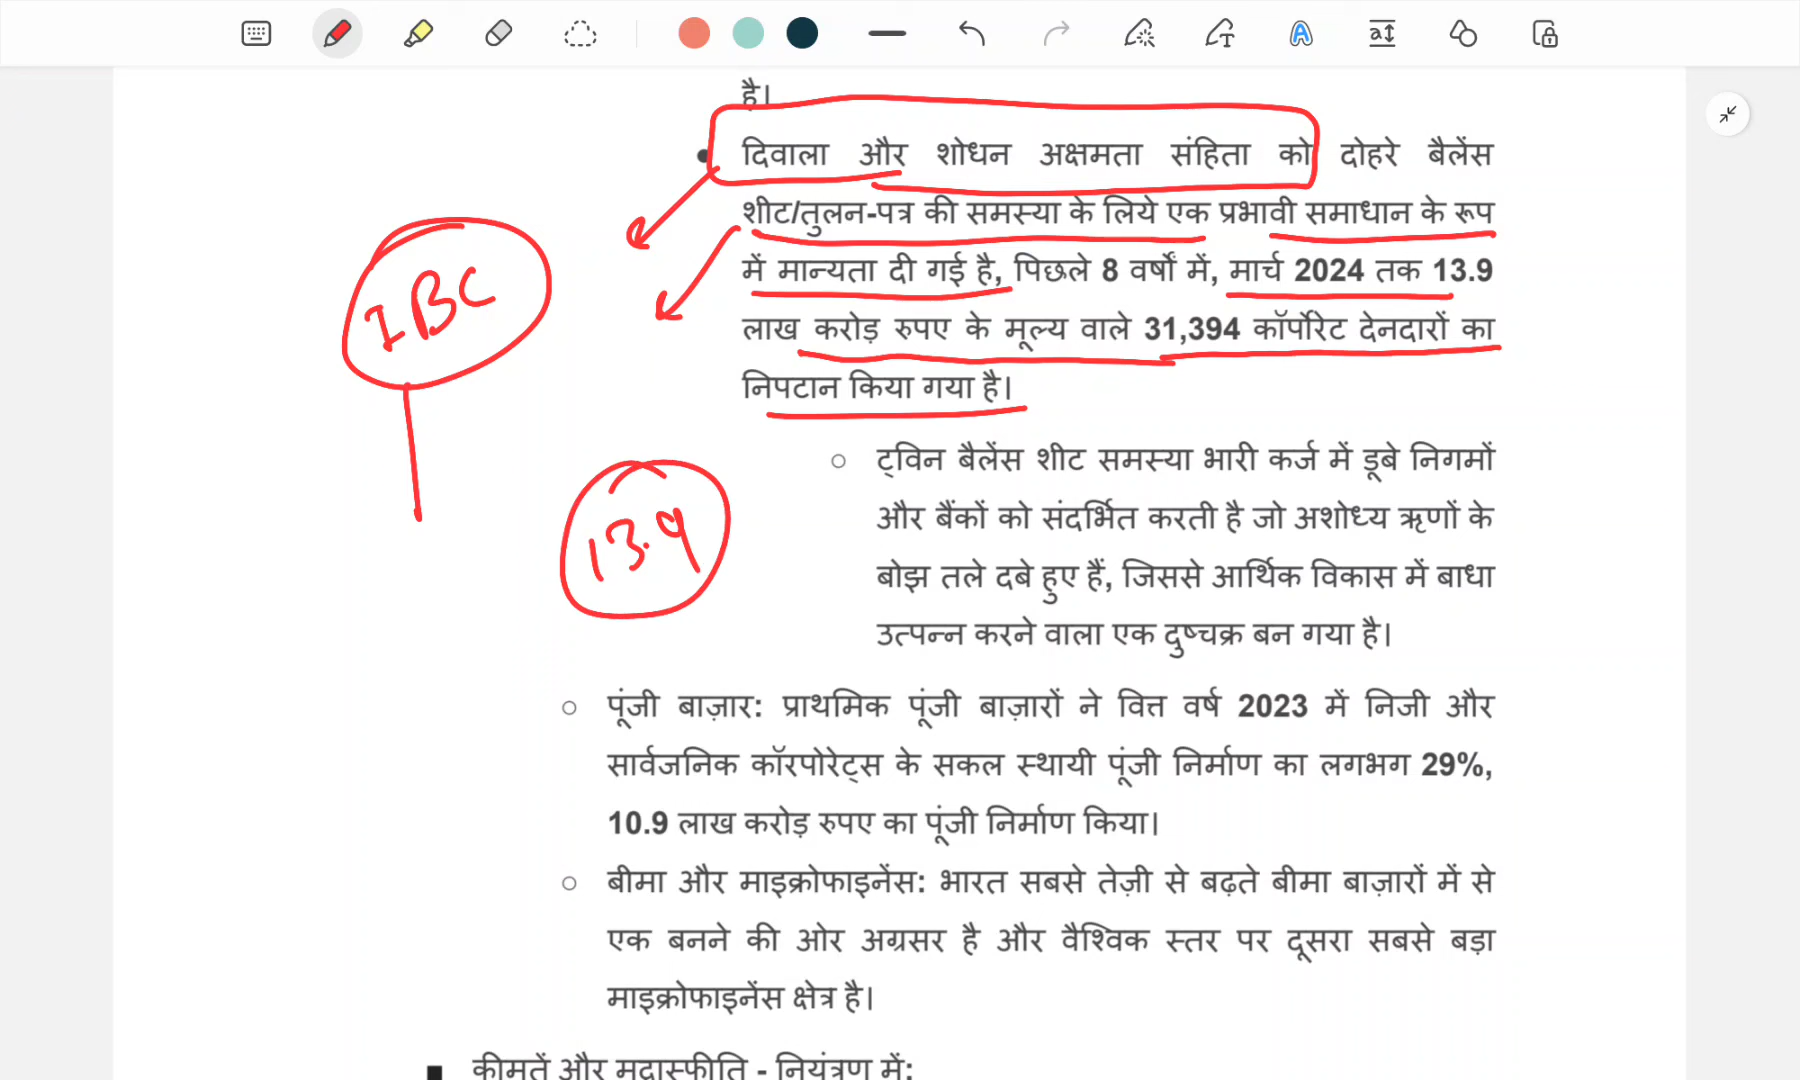 है।
दिवाला और शोधन अक्षमता संहिता को दोहरे बैलेंस
शीट/तुलन-पत्र की समस्या के लिये एक प्रभावी समाधान के रूप
में मान्यता दी गई है, पिछले 8 वर्षों में, मार्च 2024 तक 13.9
लाख करोड़ रुपए के मूल्य वाले 31,394 कॉर्पोरेट देनदारों का
निपटान किया गया है।
IBC
13.9
ट्विन बैलेंस शीट समस्या भारी कर्ज में डूबे निगमों
और बैंकों को संदर्भित करती है जो अशोध्य ऋणों के
बोझ तले दबे हुए हैं, जिससे आर्थिक विकास में बाधा
उत्पन्न करने वाला एक दुष्चक्र बन गया है।
पूंजी बाज़ार: प्राथमिक पूंजी बाज़ारों ने वित्त वर्ष 2023 में निजी और
सार्वजनिक कॉरपोरेट्स के सकल स्थायी पूंजी निर्माण का लगभग 29%,
10.9 लाख करोड़ रुपए का पूंजी निर्माण किया।
बीमा और माइक्रोफाइनेंस: भारत सबसे तेज़ी से बढ़ते बीमा बाज़ारों में से
एक बनने की ओर अग्रसर है और वैश्विक स्तर पर दूसरा सबसे बड़ा
माइक्रोफाइनेंस क्षेत्र है।
कीमतें और मुद्रास्फीति - नियंत्रण में: